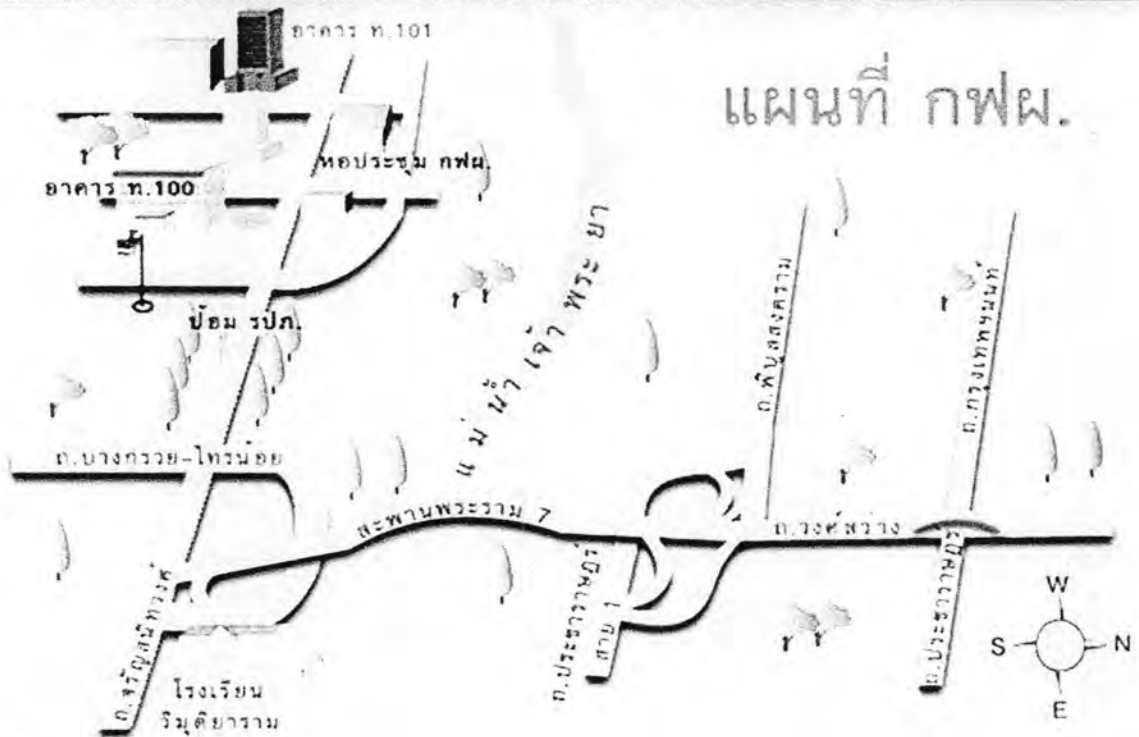 อาคาร ท.101
แผนที่ กฟผ.
หอประชุม กฟผ.
อาคาร ท.100
ป้อม รปภ.
แม่น้ำเจ้าพระยา
ถ.พิบูลสงคราม
ถ.กรุงเทพฯนนท์
ถ.บางกรวย-ไทรน้อย
สะพานพระราม 7
ถ.วงศ์สว่าง
ถ.จรัญสนิทวงศ์
ถ.ประชาราษฎร์
สาย 1
ถ.ประชาราษฎร์
โรงเรียน
วิมุติยาราม
W
S
N
E